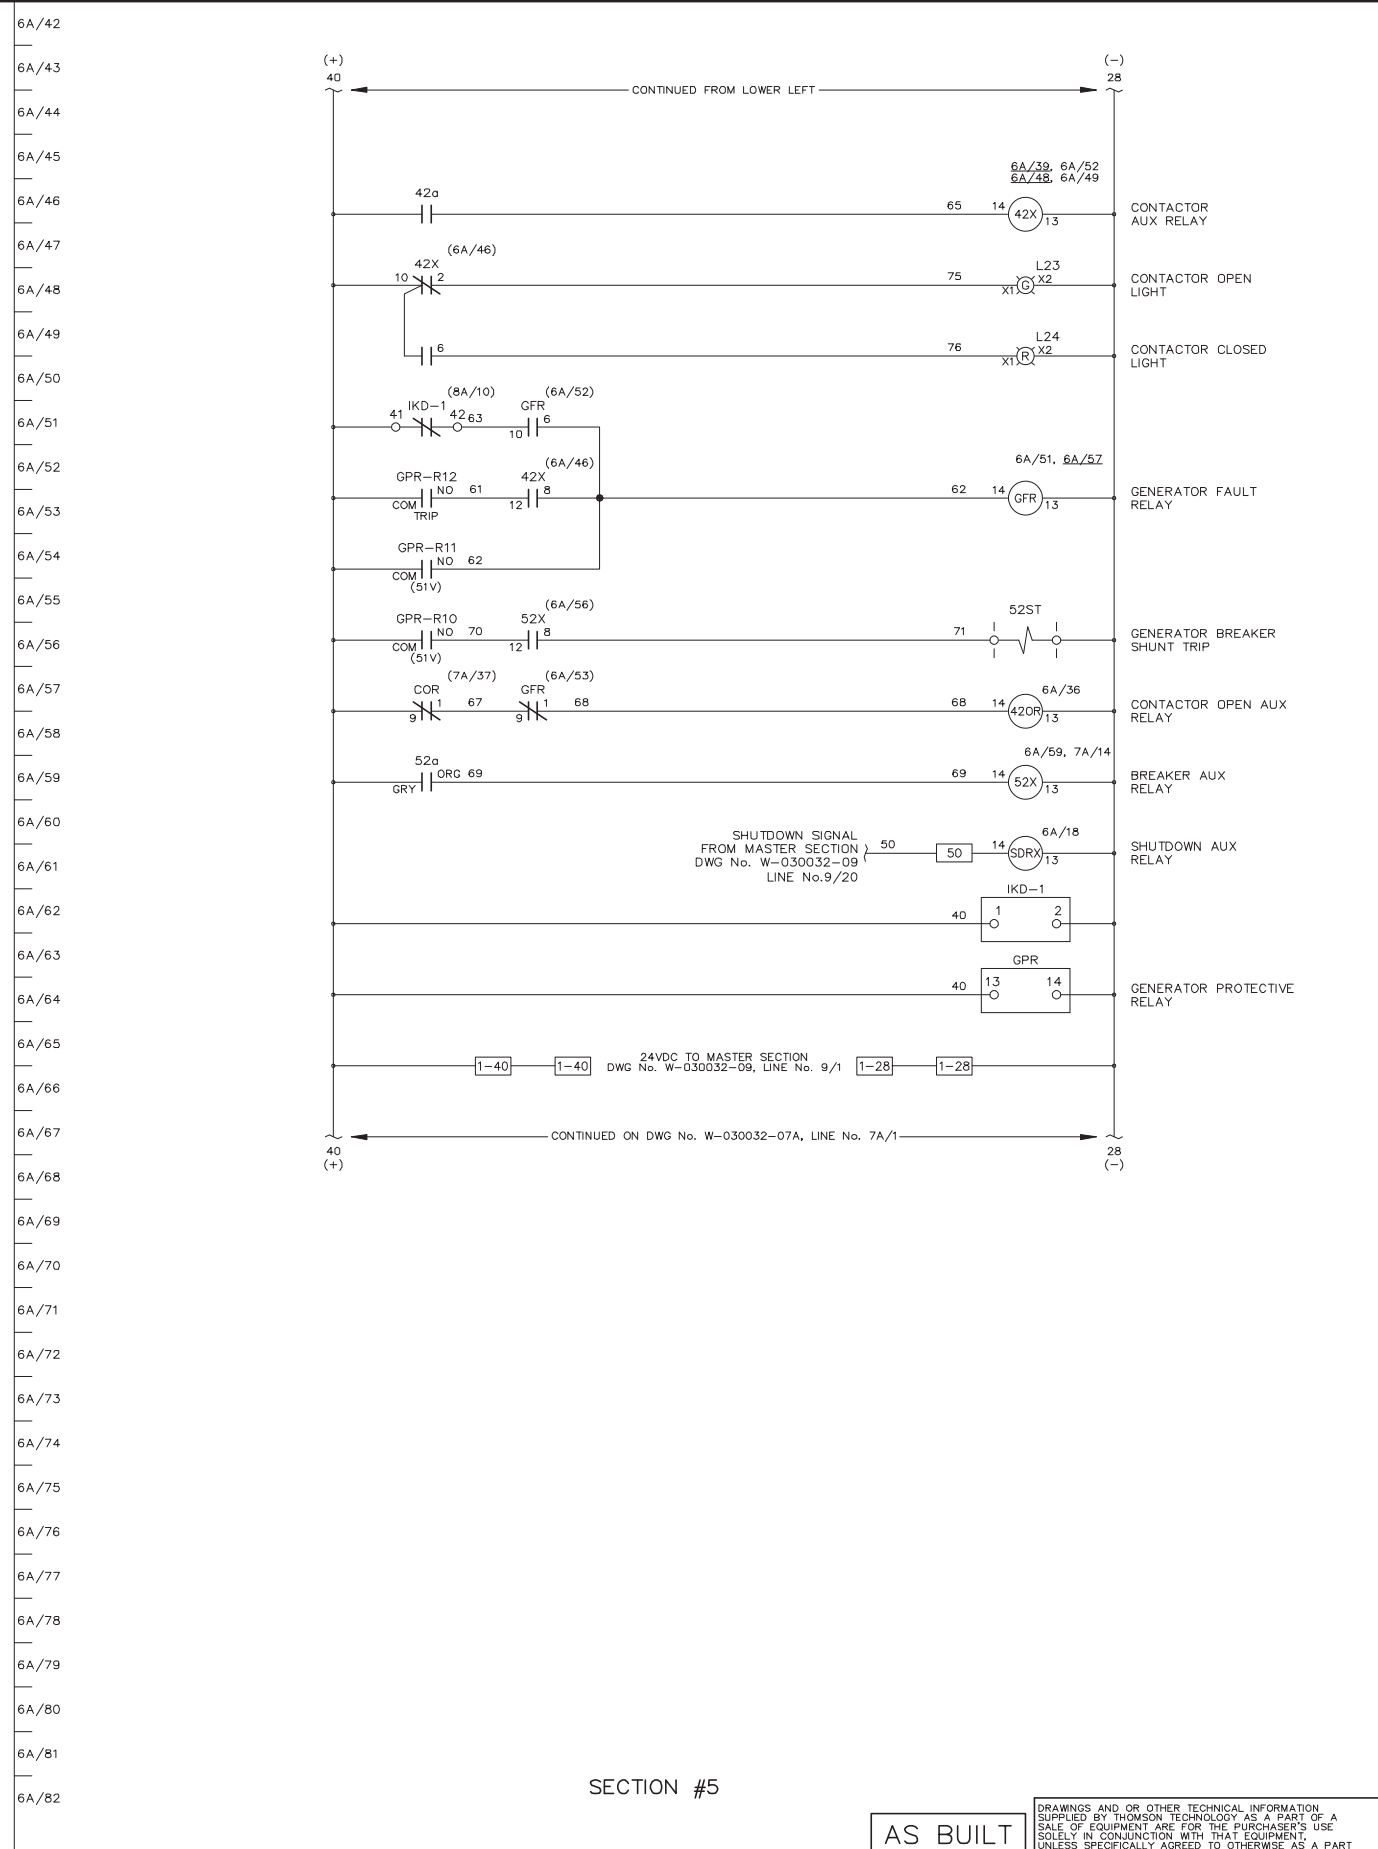 6A/42
6A/43
6A/44
6A/45
6A/46
6A/47
6A/48
6A/49
6A/50
6A/51
6A/52
6A/53
6A/54
6A/55
6A/56
6A/57
6A/58
6A/59
6A/60
6A/61
6A/62
6A/63
6A/64
6A/65
6A/66
6A/67
6A/68
6A/69
6A/70
6A/71
6A/72
6A/73
6A/74
6A/75
6A/76
6A/77
6A/78
6A/79
6A/80
6A/81
6A/82
(+) (-)
40 28
CONTINUED FROM LOWER LEFT
6A/39, 6A/52
6A/48, 6A/49
42a
65 14 42X 13
CONTACTOR
AUX RELAY
(6A/46)
42X
10 2
75 X1 G X2
L23
CONTACTOR OPEN
LIGHT
6
76 X1 R X2
L24
CONTACTOR CLOSED
LIGHT
(8A/10) (6A/52)
IKD-1 GFR
41 42 63 10 6
(6A/46)
6A/51, 6A/57
GPR-R12 42X
COM NO 61 12 8
TRIP
62 14 GFR 13
GENERATOR FAULT
RELAY
GPR-R11
COM NO 62
(51V)
(6A/56)
GPR-R10 52X
COM NO 70 12 8
(51V)
52ST
71
GENERATOR BREAKER
SHUNT TRIP
(7A/37) (6A/53)
COR GFR
9 1 67 9 1 68
6A/36
68 14 42OR 13
CONTACTOR OPEN AUX
RELAY
52a
GRY ORG 69
6A/59, 7A/14
69 14 52X 13
BREAKER AUX
RELAY
SHUTDOWN SIGNAL
FROM MASTER SECTION
DWG No. W-030032-09
LINE No.9/20
50 50
6A/18
14 SDRX 13
SHUTDOWN AUX
RELAY
IKD-1
40 1 2
GPR
40 13 14
GENERATOR PROTECTIVE
RELAY
1-40 1-40
24VDC TO MASTER SECTION
DWG No. W-030032-09, LINE No. 9/1
1-28 1-28
CONTINUED ON DWG No. W-030032-07A, LINE No. 7A/1
40 28
(+) (-)
SECTION #5
AS BUILT
DRAWINGS AND OR OTHER TECHNICAL INFORMATION
SUPPLIED BY THOMSON TECHNOLOGY AS A PART OF A
SALE OF EQUIPMENT ARE FOR THE PURCHASER'S USE
SOLELY IN CONJUNCTION WITH THAT EQUIPMENT,
UNLESS SPECIFICALLY AGREED TO OTHERWISE AS A PART